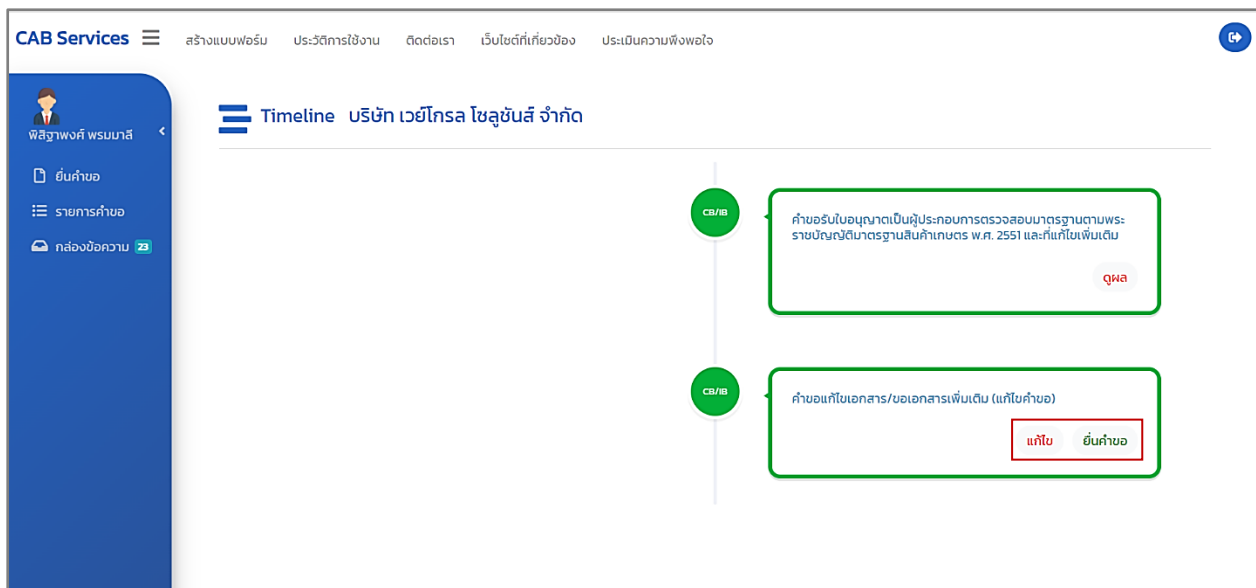 CAB Services สร้างแบบฟอร์ม ประวัติการใช้งาน ติดต่อเรา เว็บไซต์ที่เกี่ยวข้อง ประเมินความพึงพอใจ
พิสิฐาพงศ์ พรมมาลี
ยื่นคำขอ
รายการคำขอ
กล่องข้อความ 23
Timeline บริษัท เวย์โกรล โซลูชันส์ จำกัด
CB/IB
คำขอรับใบอนุญาตเป็นผู้ประกอบการตรวจสอบมาตรฐานตามพระ
ราชบัญญัติมาตรฐานสินค้าเกษตร พ.ศ. 2551 และที่แก้ไขเพิ่มเติม
ดูผล
CB/IB
คำขอแก้ไขเอกสาร/ขอเอกสารเพิ่มเติม (แก้ไขคำขอ)
แก้ไข ยื่นคำขอ